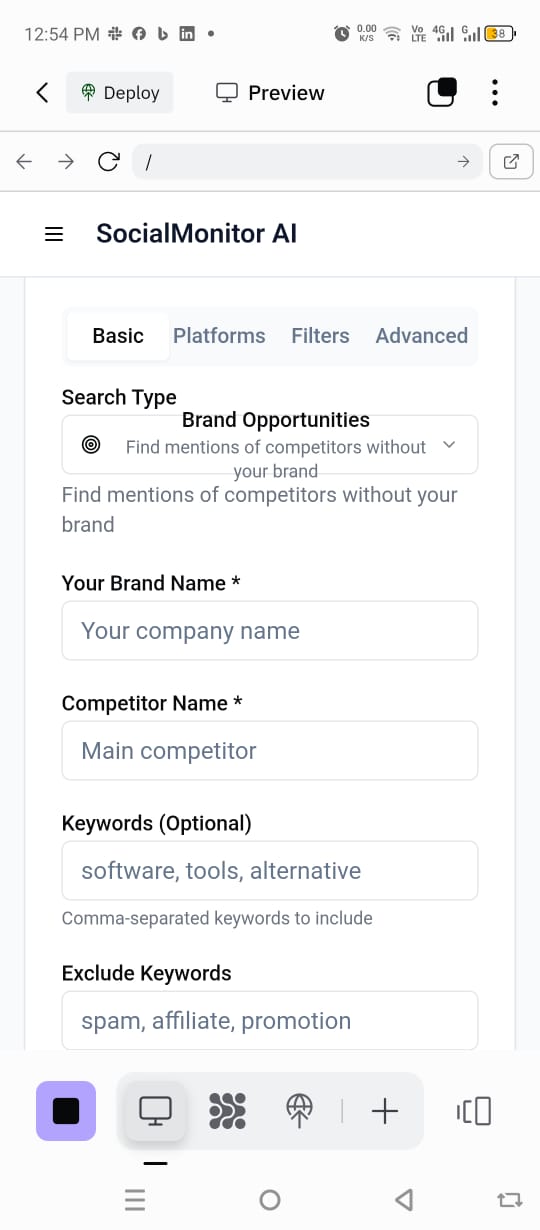 12:54 PM
0.00
K/S
Vo
LTE
4G
G
38
Deploy
Preview
/
SocialMonitor AI
Basic
Platforms
Filters
Advanced
Search Type
Brand Opportunities
Find mentions of competitors without
your brand
Find mentions of competitors without your
brand
Your Brand Name *
Your company name
Competitor Name *
Main competitor
Keywords (Optional)
software, tools, alternative
Comma-separated keywords to include
Exclude Keywords
spam, affiliate, promotion